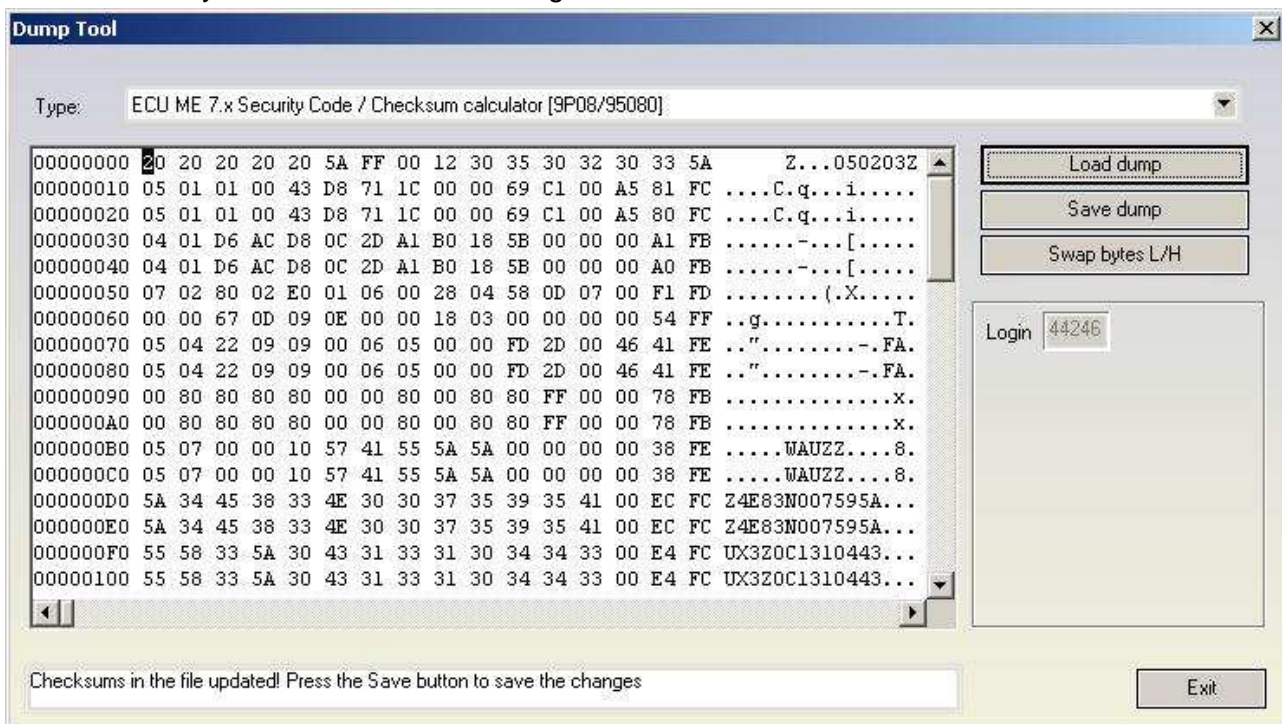 Dump Tool
Type: ECU ME 7.x Security Code / Checksum calculator [9P08/95080]
00000000 20 20 20 20 20 5A FF 00 12 30 35 30 32 30 33 5A      Z...050203Z
00000010 05 01 01 00 43 D8 71 1C 00 00 69 C1 00 A5 81 FC ....C.q...i.....
00000020 05 01 01 00 43 D8 71 1C 00 00 69 C1 00 A5 80 FC ....C.q...i.....
00000030 04 01 D6 AC D8 0C 2D A1 B0 18 5B 00 00 00 A1 FB ......-...[.....
00000040 04 01 D6 AC D8 0C 2D A1 B0 18 5B 00 00 00 A0 FB ......-...[.....
00000050 07 02 80 02 E0 01 06 00 28 04 58 0D 07 00 F1 FD ........(.X.....
00000060 00 00 67 0D 09 0E 00 00 18 03 00 00 00 00 54 FF ..g...........T.
00000070 05 04 22 09 09 00 06 05 00 00 FD 2D 00 46 41 FE .."........-.FA.
00000080 05 04 22 09 09 00 06 05 00 00 FD 2D 00 46 41 FE .."........-.FA.
00000090 00 80 80 80 80 00 00 80 00 80 80 FF 00 00 78 FB ..............x.
000000A0 00 80 80 80 80 00 00 80 00 80 80 FF 00 00 78 FB ..............x.
000000B0 05 07 00 00 10 57 41 55 5A 5A 00 00 00 00 38 FE .....WAUZZ....8.
000000C0 05 07 00 00 10 57 41 55 5A 5A 00 00 00 00 38 FE .....WAUZZ....8.
000000D0 5A 34 45 38 33 4E 30 30 37 35 39 35 41 00 EC FC Z4E83N007595A...
000000E0 5A 34 45 38 33 4E 30 30 37 35 39 35 41 00 EC FC Z4E83N007595A...
000000F0 55 58 33 5A 30 43 31 33 31 30 34 34 33 00 E4 FC UX3Z0C1310443...
00000100 55 58 33 5A 30 43 31 33 31 30 34 34 33 00 E4 FC UX3Z0C1310443...
Load dump
Save dump
Swap bytes L/H
Login 44246
Checksums in the file updated! Press the Save button to save the changes
Exit